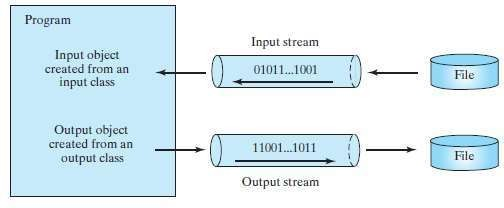 Program
Input object
created from an
input class
Input stream
01011...1001
File
Output object
created from an
output class
11001...1011
File
Output stream